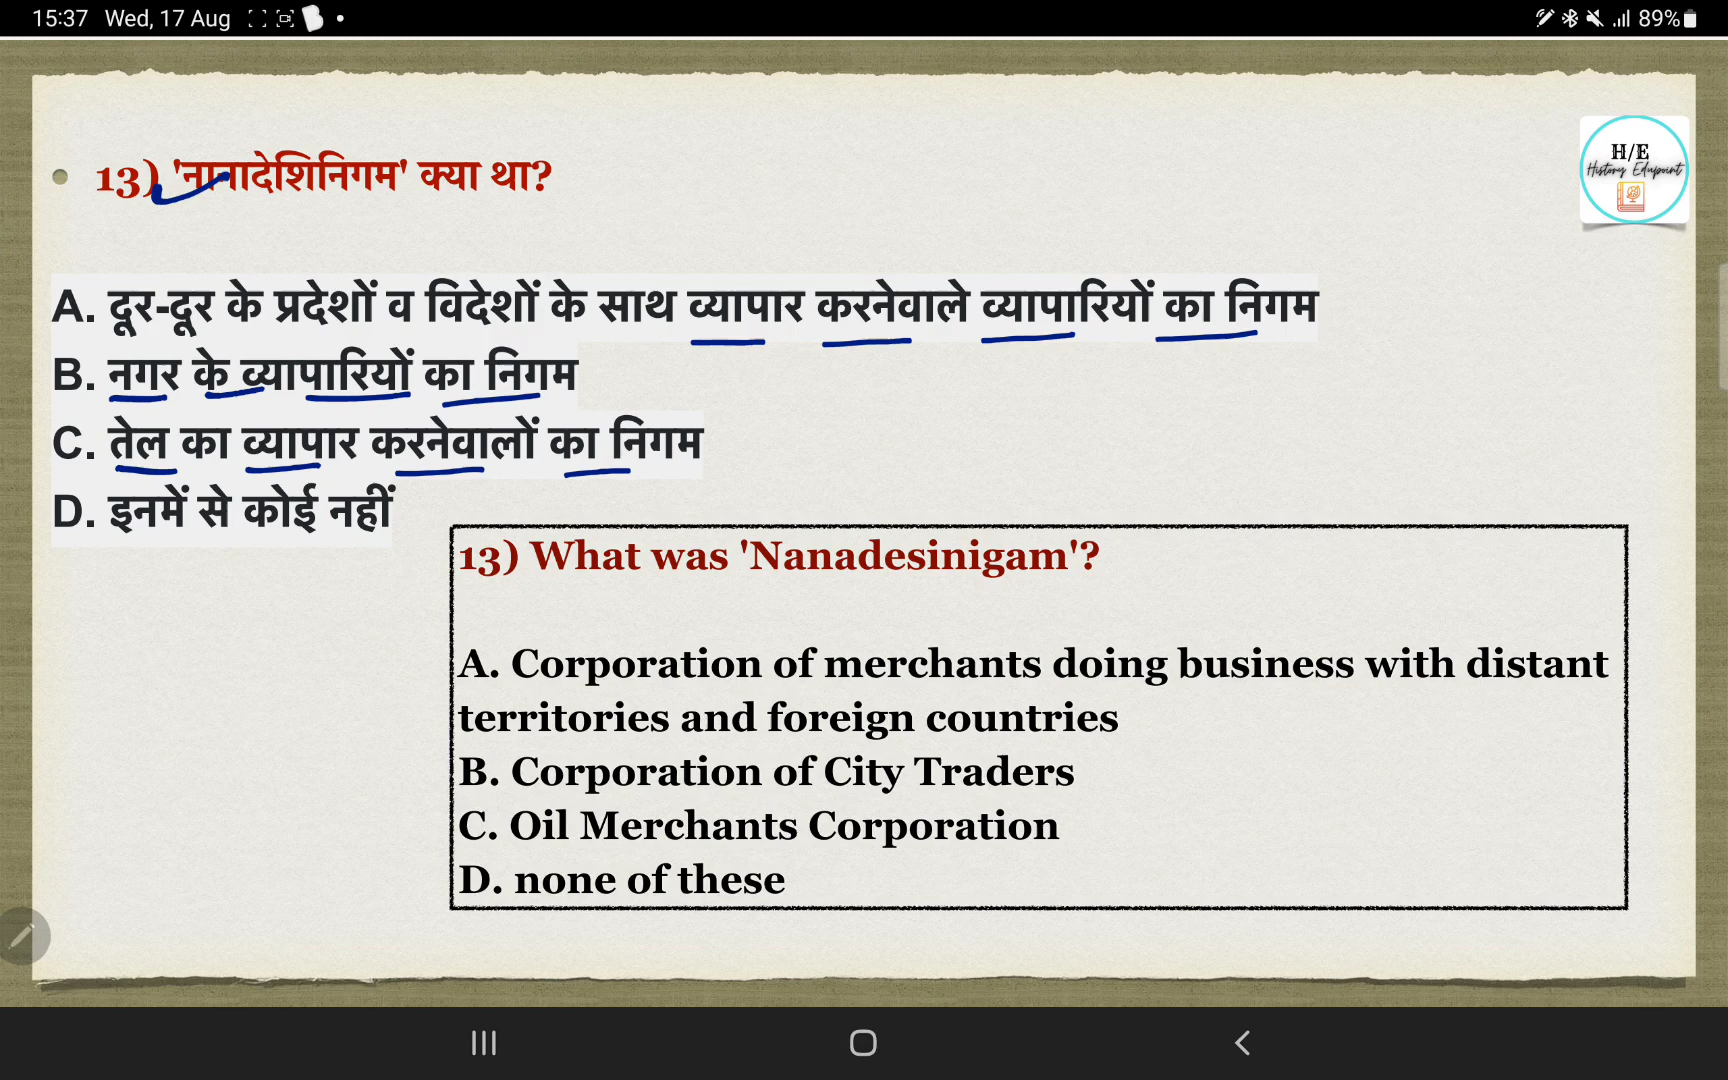 15:37 Wed, 17 Aug
89%
13) 'नानादेशिनिगम' क्या था?
H/E
History Edupoint
A. दूर-दूर के प्रदेशों व विदेशों के साथ व्यापार करनेवाले व्यापारियों का निगम
B. नगर के व्यापारियों का निगम
C. तेल का व्यापार करनेवालों का निगम
D. इनमें से कोई नहीं
13) What was 'Nanadesinigam'?
A. Corporation of merchants doing business with distant
territories and foreign countries
B. Corporation of City Traders
C. Oil Merchants Corporation
D. none of these